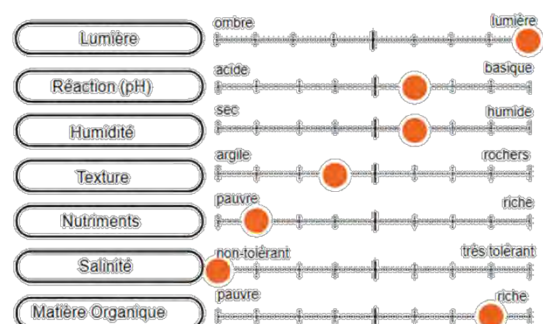 ombre lumière
Lumière
acide basique
Réaction (pH)
sec humide
Humidité
argile rochers
Texture
pauvre riche
Nutriments
non-tolérant très tolérant
Salinité
pauvre riche
Matière Organique